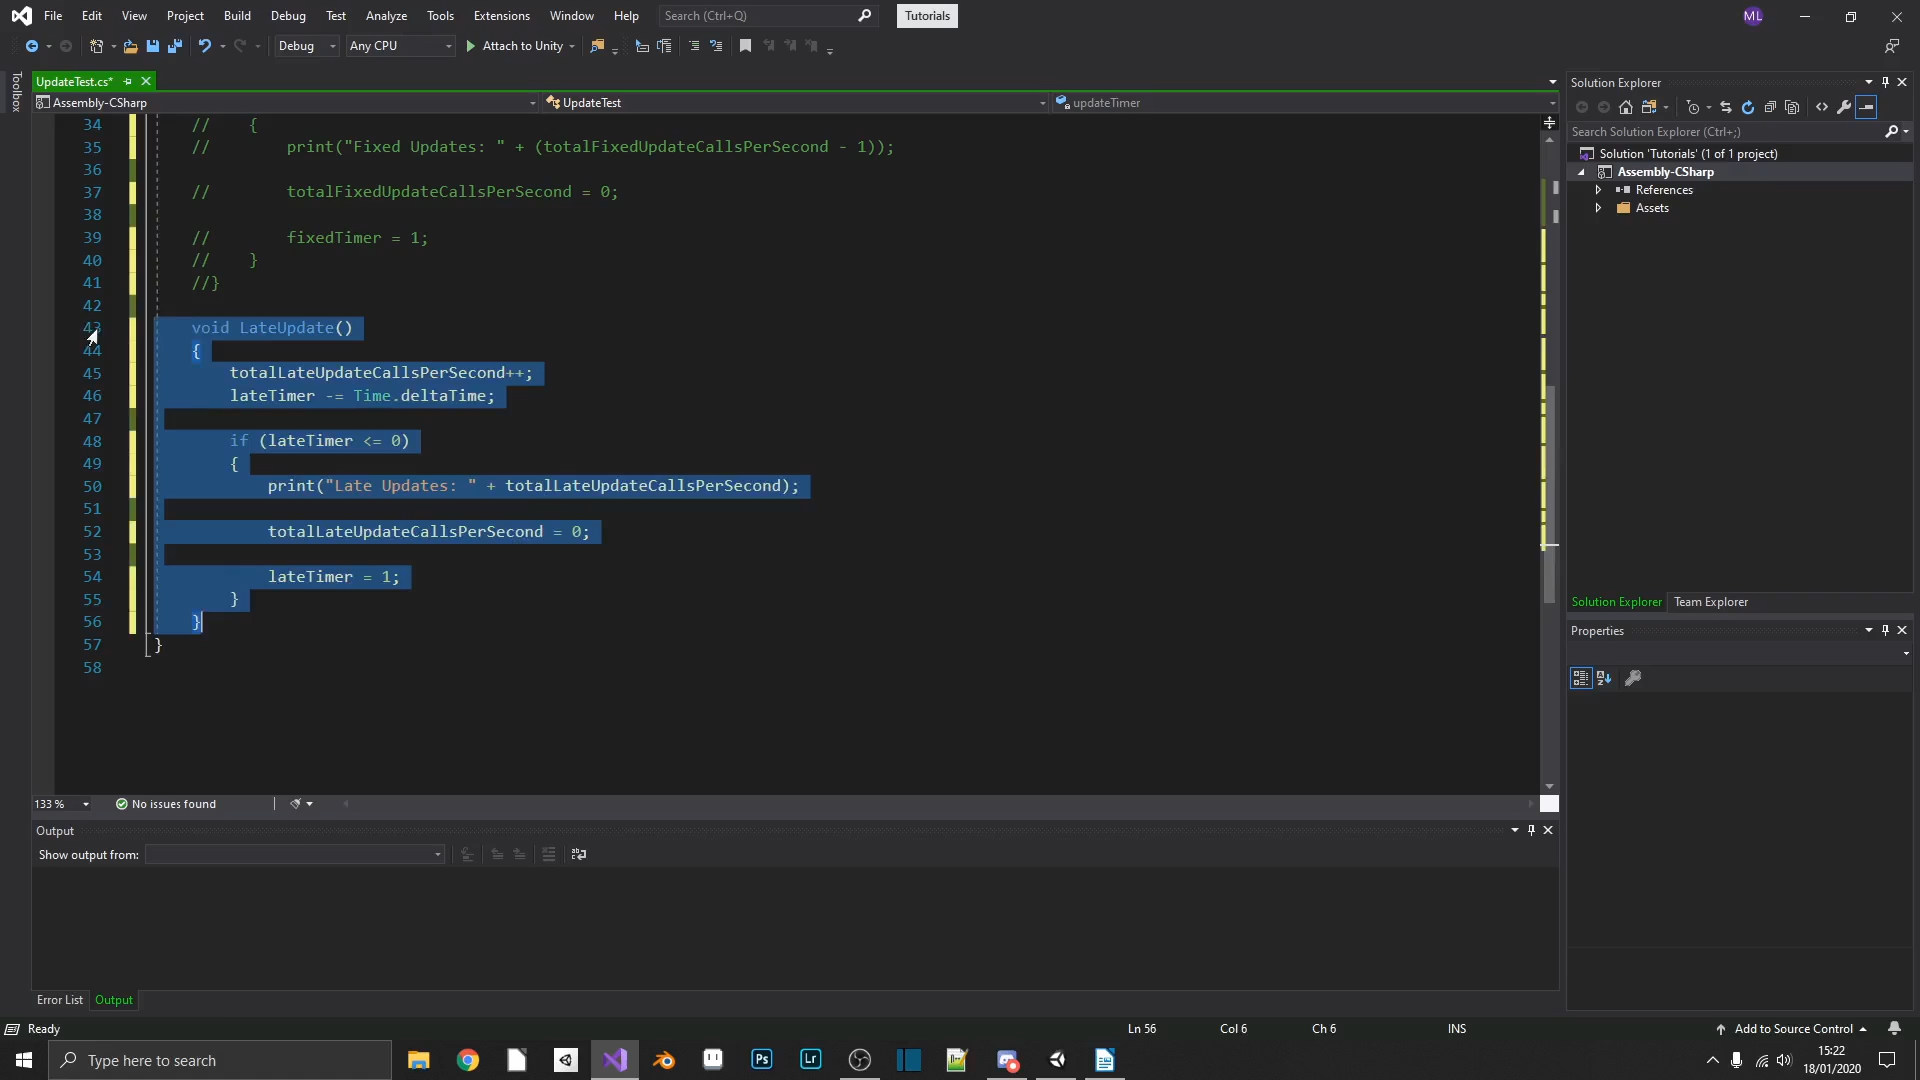 File Edit View Project Build Debug Test Analyze Tools Extensions Window Help Search (Ctrl+Q) Tutorials ML
Debug Any CPU Attach to Unity
Toolbox
UpdateTest.cs*
Assembly-CSharp UpdateTest updateTimer
34 // {
35 // print("Fixed Updates: " + (totalFixedUpdateCallsPerSecond - 1));
36
37 // totalFixedUpdateCallsPerSecond = 0;
38
39 // fixedTimer = 1;
40 // }
41 //}
42
43 void LateUpdate()
44 {
45 totalLateUpdateCallsPerSecond++;
46 lateTimer -= Time.deltaTime;
47
48 if (lateTimer <= 0)
49 {
50 print("Late Updates: " + totalLateUpdateCallsPerSecond);
51
52 totalLateUpdateCallsPerSecond = 0;
53
54 lateTimer = 1;
55 }
56 }
57 }
58
133 % No issues found
Output
Show output from:
Error List Output
Solution Explorer
Search Solution Explorer (Ctrl+;)
Solution 'Tutorials' (1 of 1 project)
Assembly-CSharp
References
Assets
Solution Explorer Team Explorer
Properties
Ready Ln 56 Col 6 Ch 6 INS Add to Source Control
Type here to search Ps Lr
15:22
18/01/2020